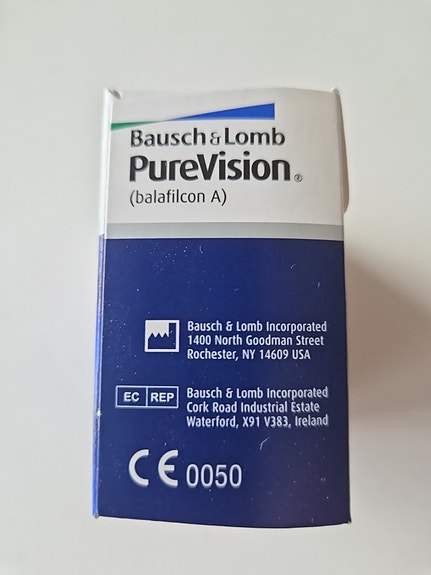 Bausch & Lomb
PureVision®
(balafilcon A)
Bausch & Lomb Incorporated
1400 North Goodman Street
Rochester, NY 14609 USA
EC REP
Bausch & Lomb Incorporated
Cork Road Industrial Estate
Waterford, X91 V383, Ireland
CE 0050